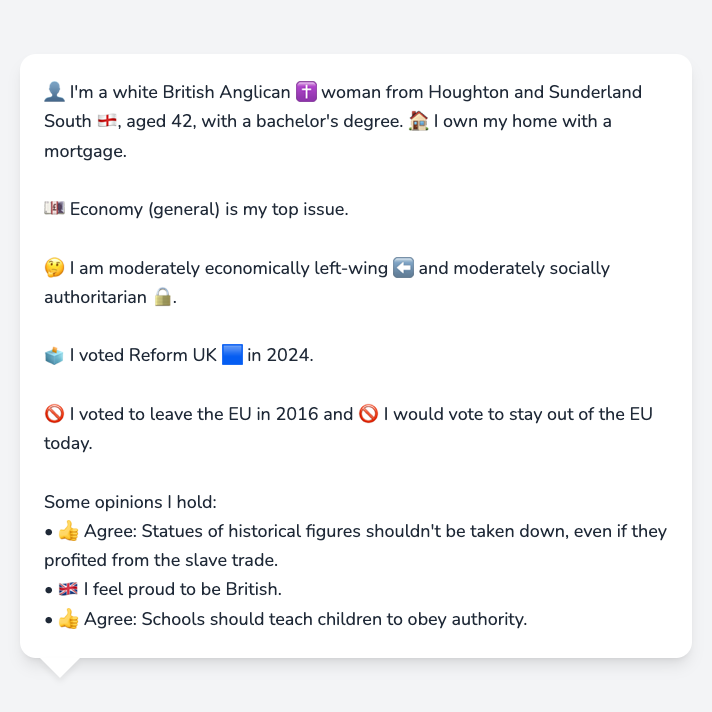 👤 I'm a white British Anglican ✝️ woman from Houghton and Sunderland
South 🏴󠁧󠁢󠁥󠁮󠁧󠁿, aged 42, with a bachelor's degree. 🏠 I own my home with a
mortgage.
💷 Economy (general) is my top issue.
🤔 I am moderately economically left-wing ⬅️ and moderately socially
authoritarian 🔒.
🗳️ I voted Reform UK 🟦 in 2024.
🚫 I voted to leave the EU in 2016 and 🚫 I would vote to stay out of the EU
today.
Some opinions I hold:
• 👍 Agree: Statues of historical figures shouldn't be taken down, even if they
profited from the slave trade.
• 🇬🇧 I feel proud to be British.
• 👍 Agree: Schools should teach children to obey authority.